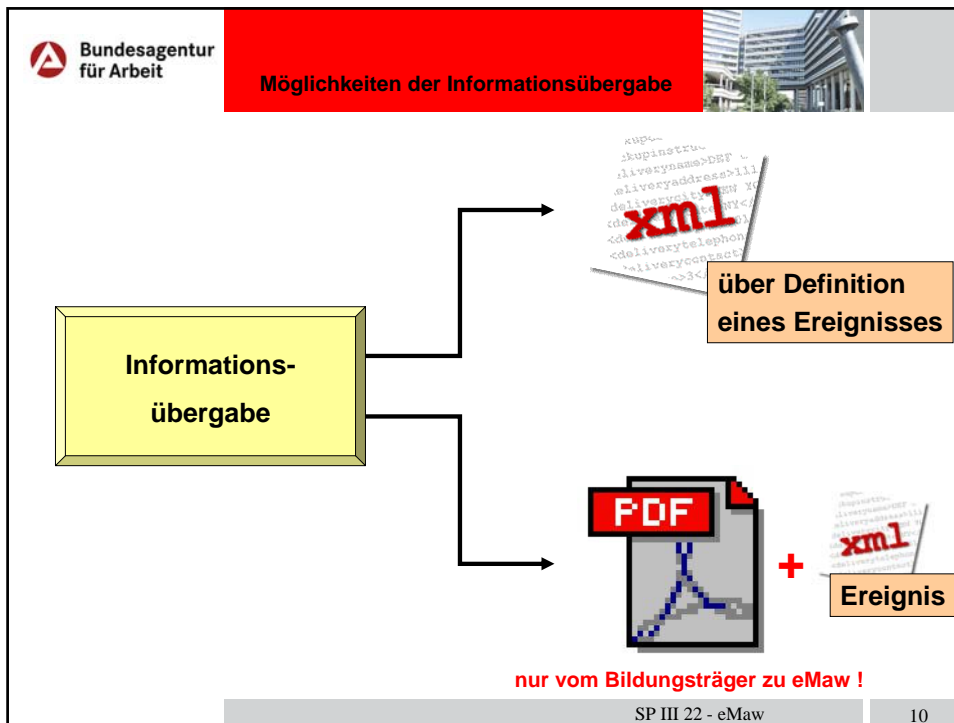 Bundesagentur
für Arbeit
Möglichkeiten der Informationsübergabe
<deliverytelephon
xml
über Definition
eines Ereignisses
Informations-
übergabe
PDF
+
xml
Ereignis
nur vom Bildungsträger zu eMaw !
SP III 22 - eMaw
10